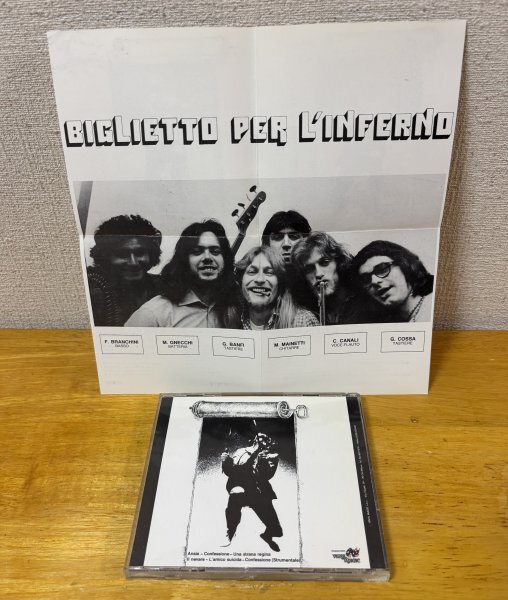 BIGLIETTO PER L'INFERNO
F. BRANCHINI
BASSO
M. GNECCHI
BATTERIA
G. BANFI
TASTIERE
M. MAINETTI
CHITARRE
C. CANALI
VOCE-FLAUTO
G. COSSA
TASTIERE
Ansia - Confessione - Una strana regina
Il nevare - L'amico suicida - Confessione (Strumentale)